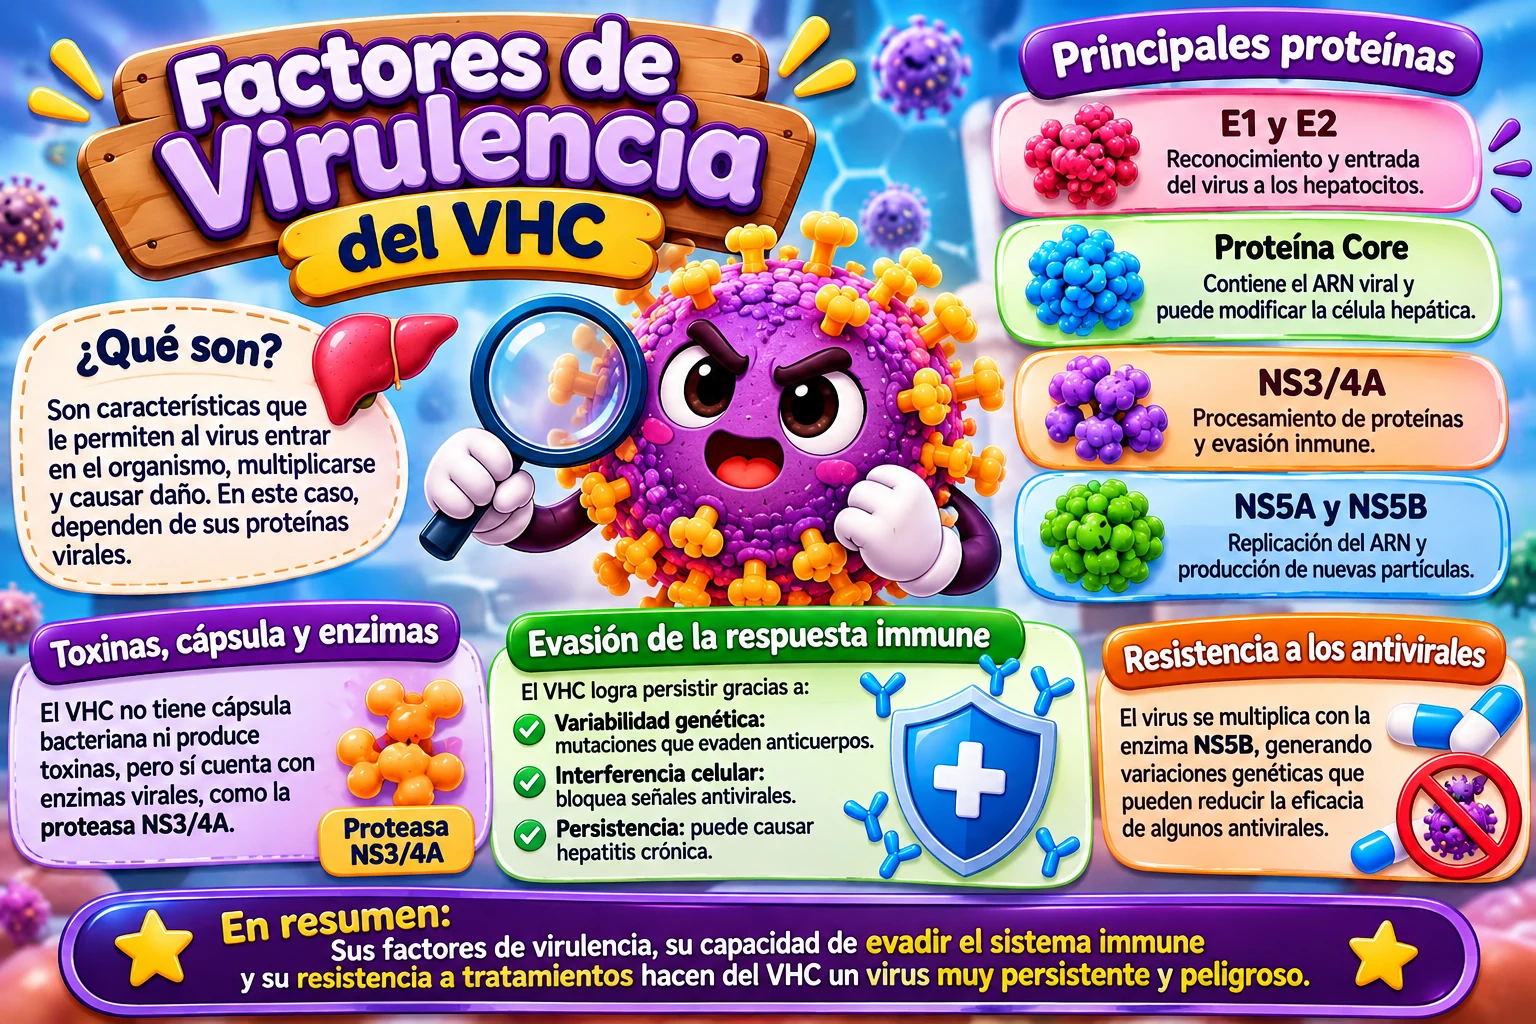 Factores de
Virulencia
del VHC
¿Qué son?
Son características que
le permiten al virus entrar
en el organismo, multiplicarse
y causar daño. En este caso,
dependen de sus proteínas
virales.
Principales proteínas
E1 y E2
Reconocimiento y entrada
del virus a los hepatocitos.
Proteína Core
Contiene el ARN viral y
puede modificar la célula hepática.
NS3/4A
Procesamiento de proteínas
y evasión inmune.
NS5A y NS5B
Replicación del ARN y
producción de nuevas partículas.
Toxinas, cápsula y enzimas
El VHC no tiene cápsula
bacteriana ni produce
toxinas, pero sí cuenta con
enzimas virales, como la
proteasa NS3/4A.
Proteasa
NS3/4A
Evasión de la respuesta immune
El VHC logra persistir gracias a:
Variabilidad genética:
mutaciones que evaden anticuerpos.
Interferencia celular:
bloquea señales antivirales.
Persistencia: puede causar
hepatitis crónica.
Resistencia a los antivirales
El virus se multiplica con la
enzima NS5B, generando
variaciones genéticas que
pueden reducir la eficacia
de algunos antivirales.
En resumen:
Sus factores de virulencia, su capacidad de evadir el sistema immune
y su resistencia a tratamientos hacen del VHC un virus muy persistente y peligroso.